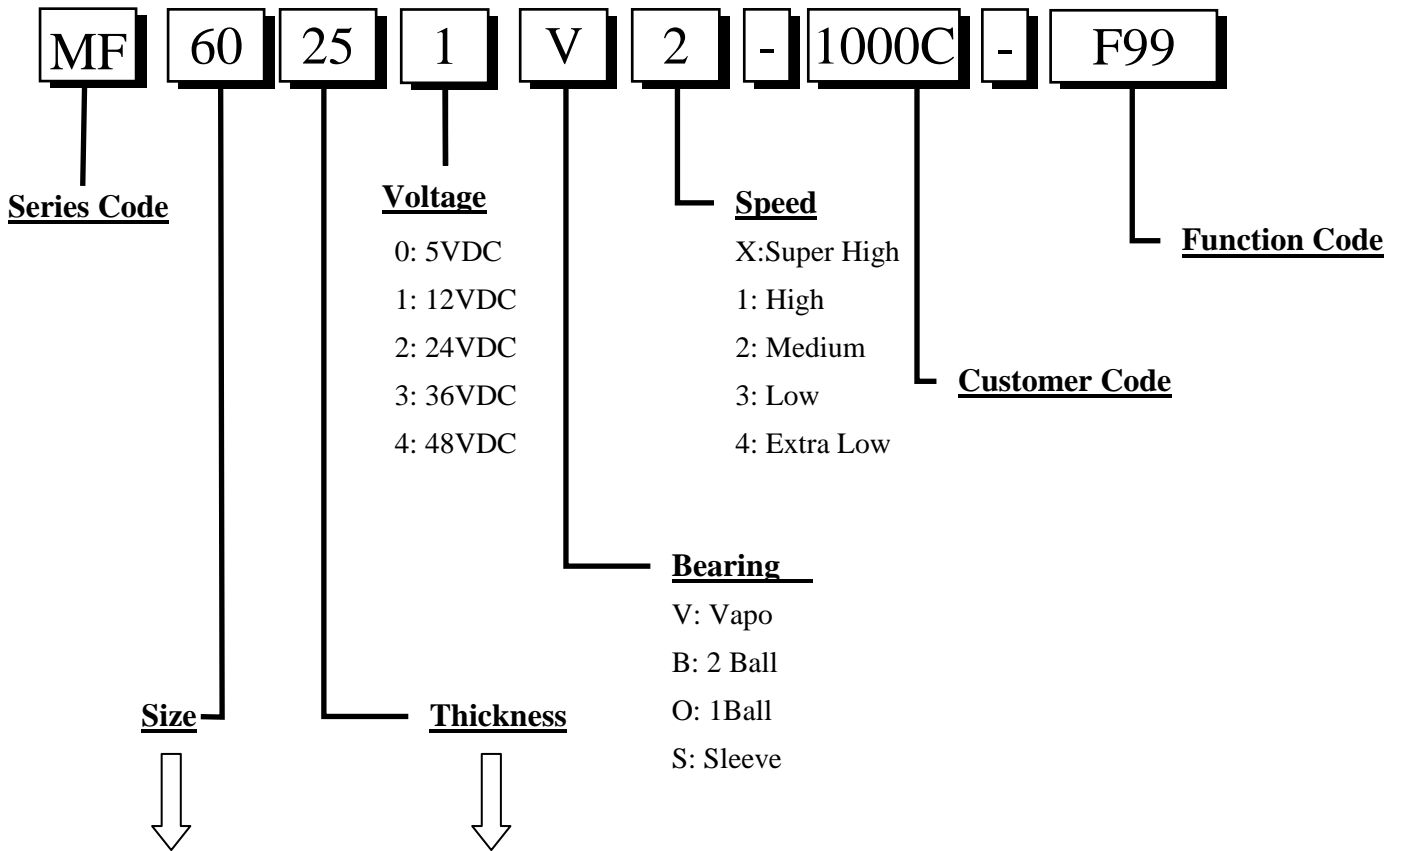 MF 60 25 1 V 2 - 1000C - F99
Series Code
Voltage
0: 5VDC
1: 12VDC
2: 24VDC
3: 36VDC
4: 48VDC
Speed
X:Super High
1: High
2: Medium
3: Low
4: Extra Low
Function Code
Customer Code
Bearing
V: Vapo
B: 2 Ball
O: 1Ball
S: Sleeve
Size
Thickness